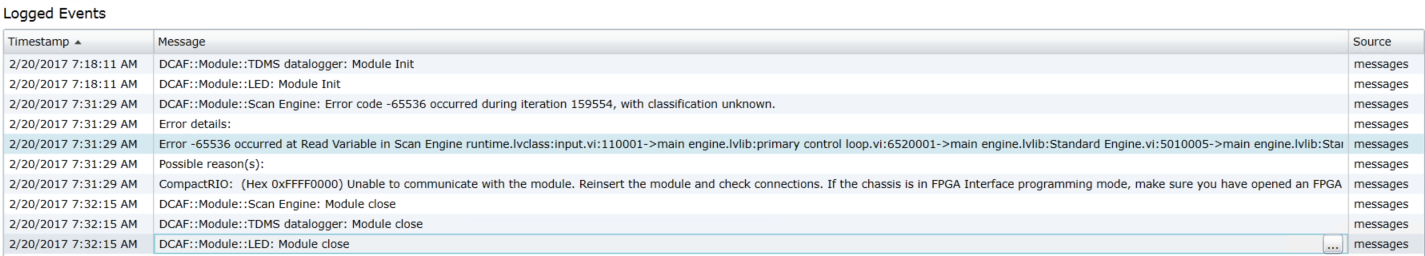 Logged Events
Timestamp Message Source
2/20/2017 7:18:11 AM DCAF::Module::TDMS datalogger: Module Init messages
2/20/2017 7:18:11 AM DCAF::Module::LED: Module Init messages
2/20/2017 7:31:29 AM DCAF::Module::Scan Engine: Error code -65536 occurred during iteration 159554, with classification unknown. messages
2/20/2017 7:31:29 AM Error details: messages
2/20/2017 7:31:29 AM Error -65536 occurred at Read Variable in Scan Engine runtime.lvclass:input.vi:110001->main engine.lvlib:primary control loop.vi:6520001->main engine.lvlib:Standard Engine.vi:5010005->main engine.lvlib:Star messages
2/20/2017 7:31:29 AM Possible reason(s): messages
2/20/2017 7:31:29 AM CompactRIO: (Hex 0xFFFF0000) Unable to communicate with the module. Reinsert the module and check connections. If the chassis is in FPGA Interface programming mode, make sure you have opened an FPGA messages
2/20/2017 7:32:15 AM DCAF::Module::Scan Engine: Module close messages
2/20/2017 7:32:15 AM DCAF::Module::TDMS datalogger: Module close messages
2/20/2017 7:32:15 AM DCAF::Module::LED: Module close ... messages